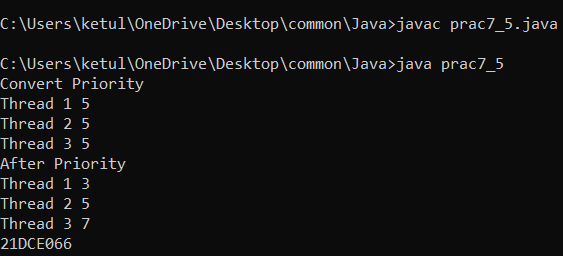 C:\Users\ketul\OneDrive\Desktop\common\Java>javac prac7_5.java
C:\Users\ketul\OneDrive\Desktop\common\Java>java prac7_5
Convert Priority
Thread 1 5
Thread 2 5
Thread 3 5
After Priority
Thread 1 3
Thread 2 5
Thread 3 7
21DCE066